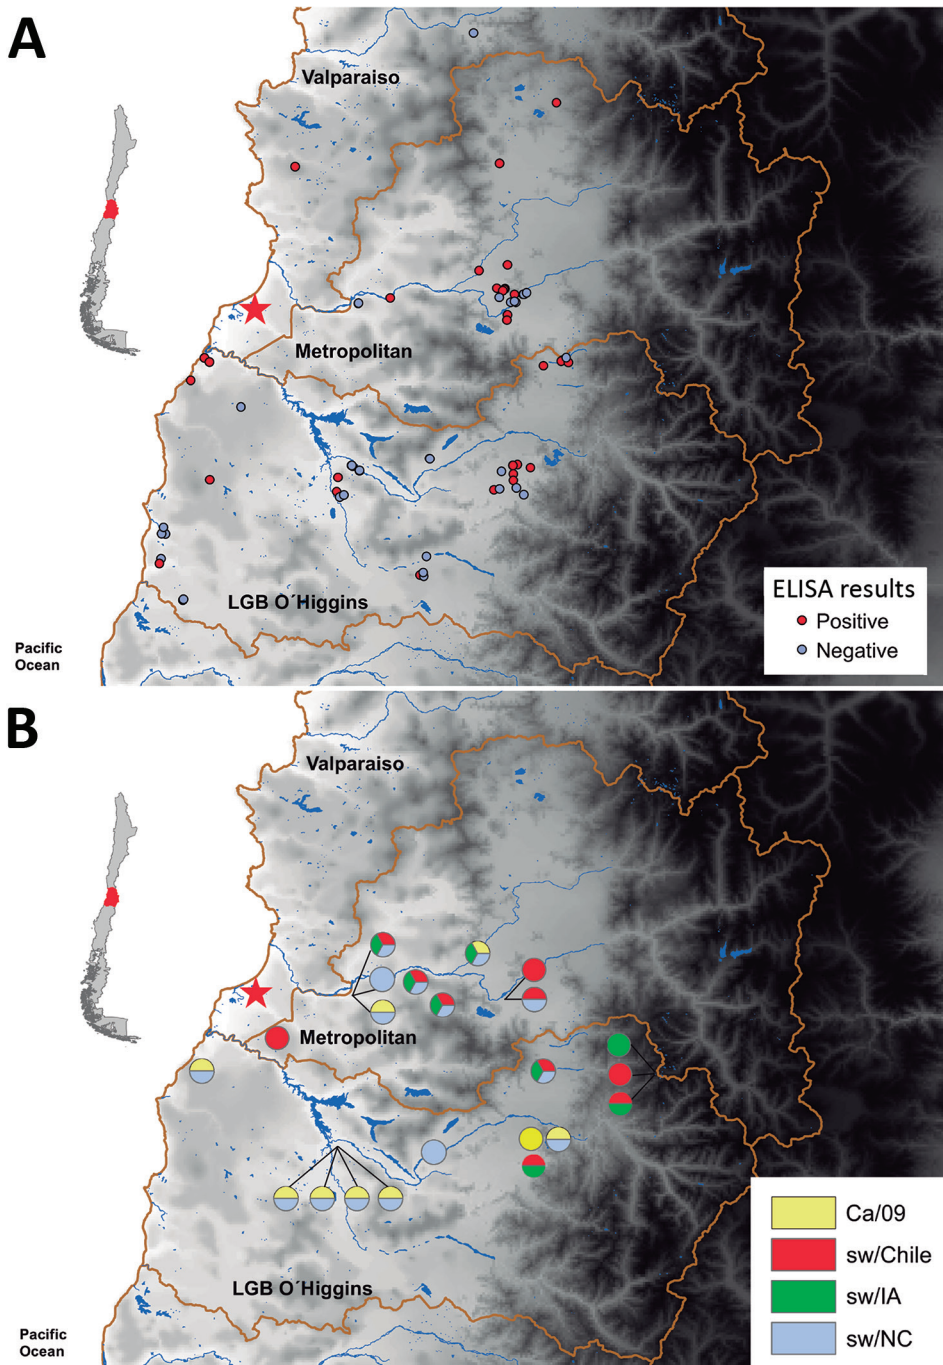 A
Valparaiso
Metropolitan
LGB O´Higgins
Pacific
Ocean
ELISA results
Positive
Negative
B
Valparaiso
Metropolitan
LGB O´Higgins
Pacific
Ocean
Ca/09
sw/Chile
sw/IA
sw/NC